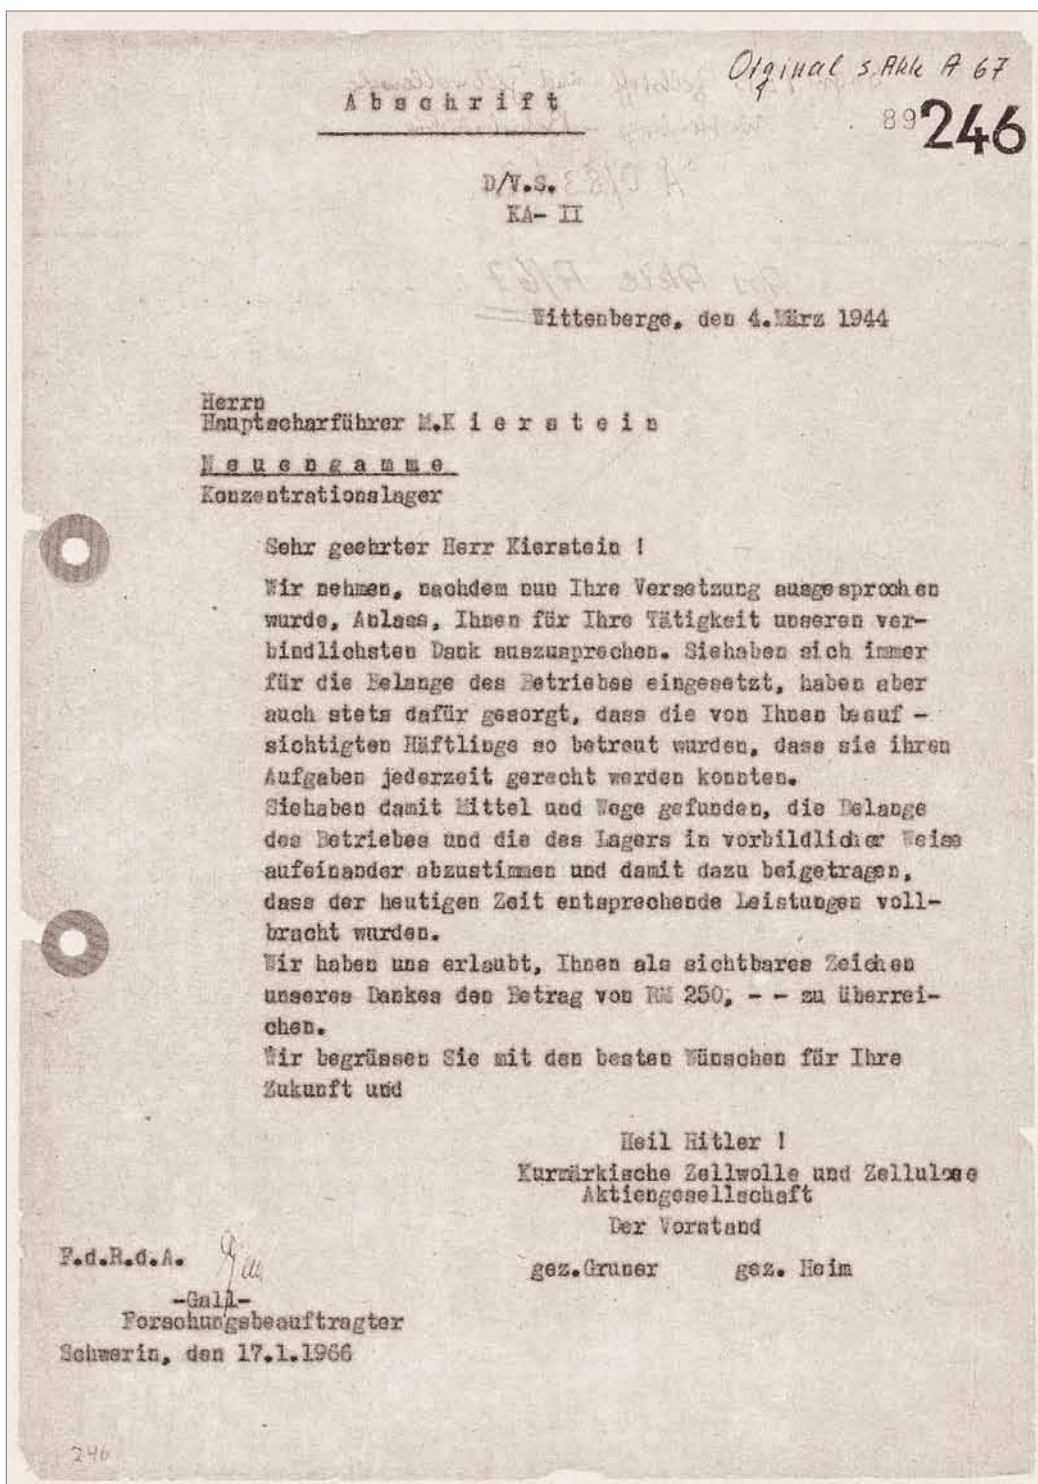 Orginal s. Akk A 67
Abschrift
89 246
D/V.S.
KA- II
Wittenberge, den 4.März 1944
Herrn
Hauptscharführer M.K i e r s t e i n
N e u e n g a m m e
Konzentrationslager
Sehr geehrter Herr Kierstein !
Wir nehmen, nachdem nun Ihre Versetzung ausgesprochen
wurde, Anlass, Ihnen für Ihre Tätigkeit unseren ver-
bindlichsten Dank auszusprechen. Siehaben sich immer
für die Belange des Betriebes eingesetzt, haben aber
auch stets dafür gesorgt, dass die von Ihnen beauf -
sichtigten Häftlinge so betreut wurden, dass sie ihren
Aufgaben jederzeit gerecht werden konnten.
Siehaben damit Mittel und Wege gefunden, die Belange
des Betriebes und die des Lagers in vorbildlicher Weise
aufeinander abzustimmen und damit dazu beigetragen,
dass der heutigen Zeit entsprechende Leistungen voll-
bracht wurden.
Wir haben uns erlaubt, Ihnen als sichtbares Zeichen
unseres Dankes den Betrag von RM 250, - - zu überrei-
chen.
Wir begrüssen Sie mit den besten Wünschen für Ihre
Zukunft und
Heil Hitler !
Kurmärkische Zellwolle und Zellulose
Aktiengesellschaft
Der Vorstand
gez.Gruner gez. Heim
F.d.R.d.A.
-Gall-
Forschungsbeauftragter
Schwerin, den 17.1.1966
246